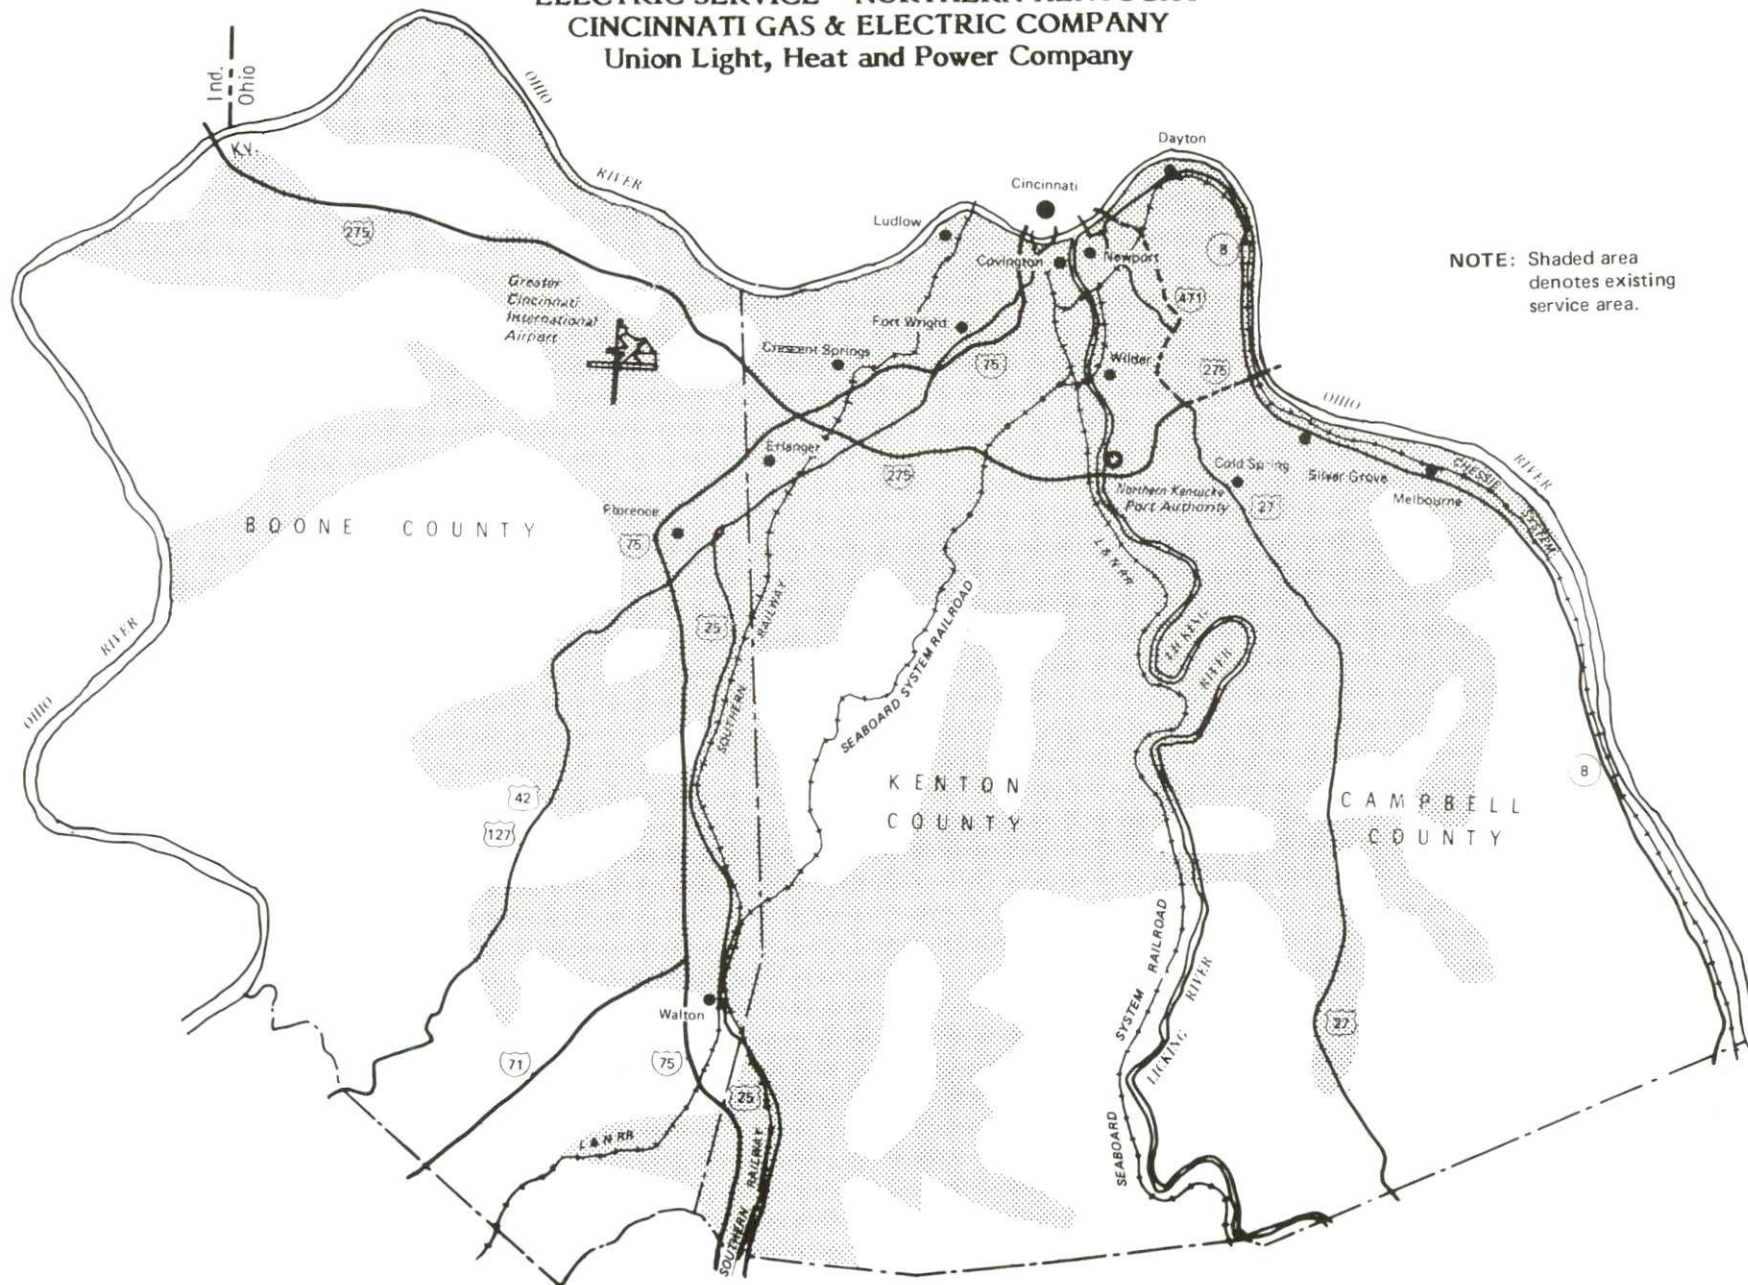 ELECTRIC SERVICE - NORTHERN KENTUCKY
CINCINNATI GAS & ELECTRIC COMPANY
Union Light, Heat and Power Company
Ind.
Ohio
Ky.
OHIO
RIVER
Dayton
Cincinnati
Ludlow
275
8
Covington
Newport
NOTE: Shaded area
denotes existing
service area.
Greater
Cincinnati
International
Airport
471
Fort Wright
Crescent Springs
75
Wilder
275
OHIO
RIVER
Erlanger
275
Cold Spring
Silver Grove
CHESSIE
SYSTEM
Melbourne
Northern Kentucky
Port Authority
27
BOONE COUNTY
Florence
75
L & N RR
25
SOUTHERN RAILWAY
SEABOARD SYSTEM RAILROAD
LICKING
RIVER
OHIO
RIVER
42
127
KENTON
COUNTY
8
CAMPBELL
COUNTY
SEABOARD SYSTEM RAILROAD
LICKING RIVER
Walton
27
71
75
25
L & N RR
SOUTHERN RAILWAY